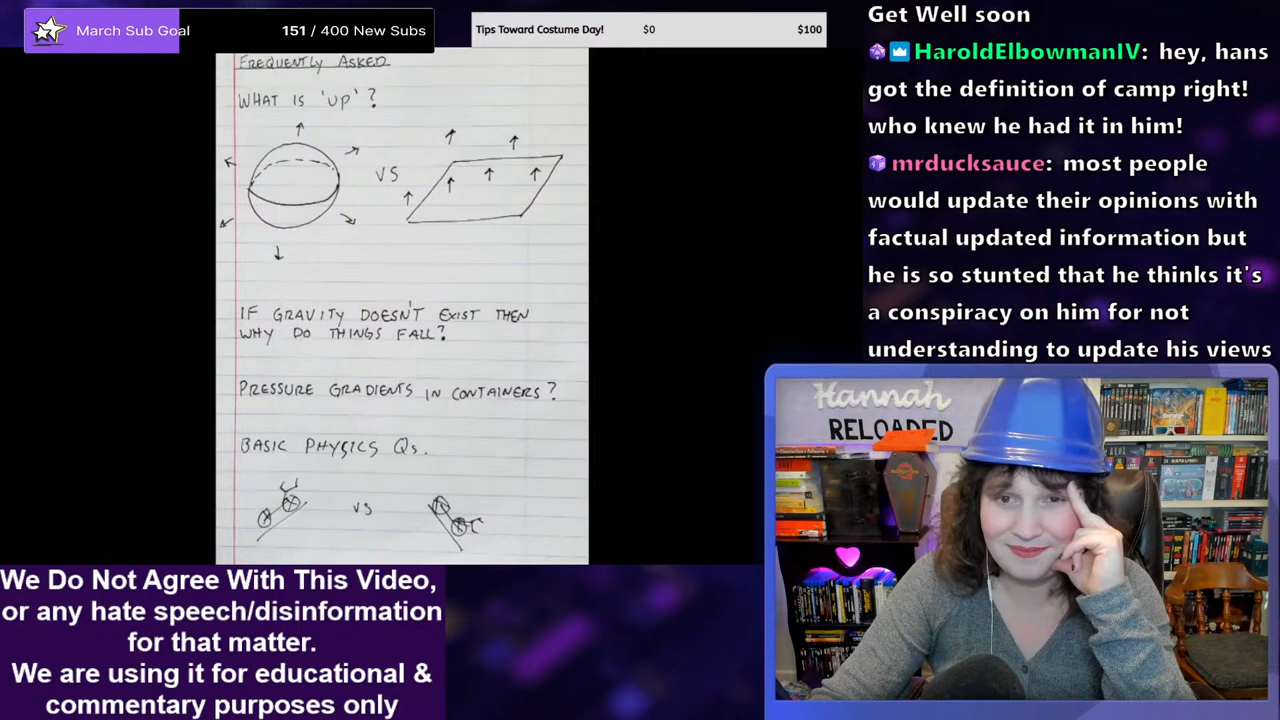 March Sub Goal
151 / 400 New Subs
Tips Toward Costume Day!
$0
$100
FREQUENTLY ASKED
WHAT IS 'UP'?
VS
IF GRAVITY DOESN'T EXIST THEN
WHY DO THINGS FALL?
PRESSURE GRADIENTS IN CONTAINERS?
BASIC PHYSICS Qs.
VS
We Do Not Agree With This Video,
or any hate speech/disinformation
for that matter.
We are using it for educational &
commentary purposes only
Get Well soon
HaroldElbowmanIV: hey, hans
got the definition of camp right!
who knew he had it in him!
mrducksauce: most people
would update their opinions with
factual updated information but
he is so stunted that he thinks it's
a conspiracy on him for not
understanding to update his views
Hannah
RELOADED